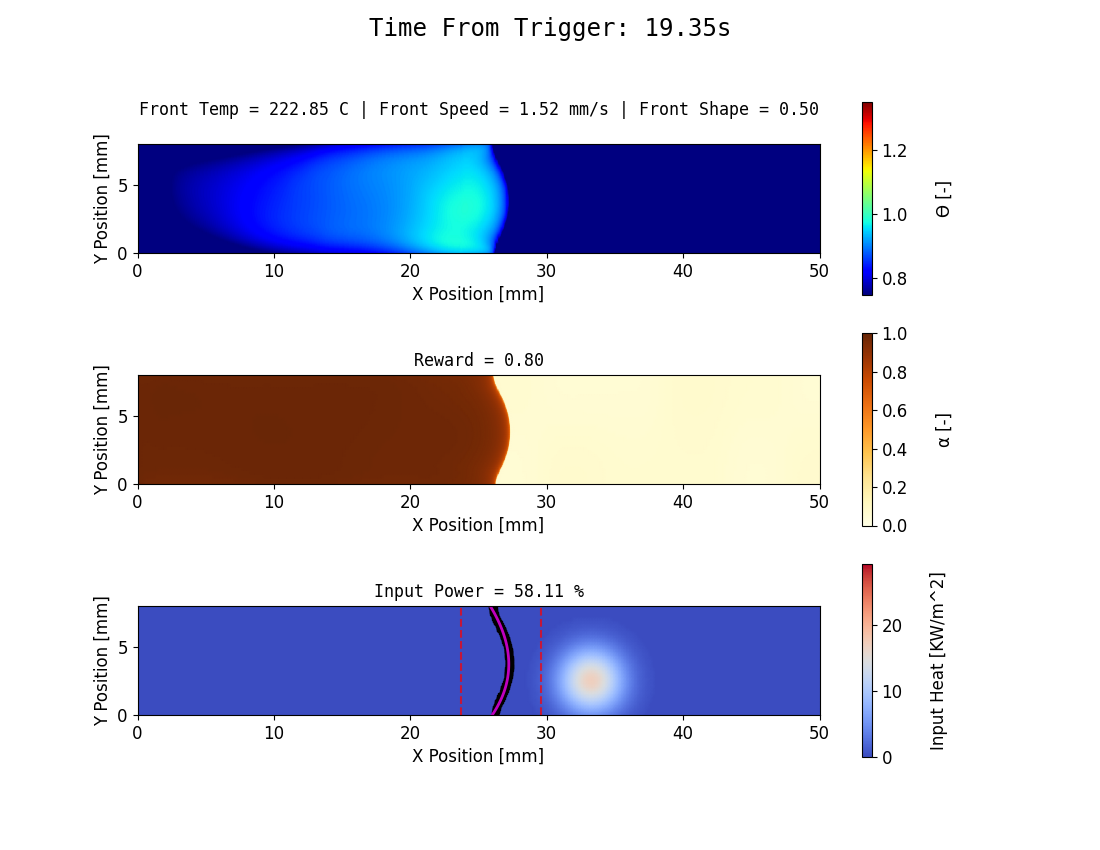 Time From Trigger: 19.35s
Front Temp = 222.85 C | Front Speed = 1.52 mm/s | Front Shape = 0.50
Y Position [mm]
5
0
0 10 20 30 40 50
X Position [mm]
1.2
1.0
0.8
Θ [-]
Reward = 0.80
Y Position [mm]
5
0
0 10 20 30 40 50
X Position [mm]
1.0
0.8
0.6
0.4
0.2
0.0
α [-]
Input Power = 58.11 %
Y Position [mm]
5
0
0 10 20 30 40 50
X Position [mm]
20
10
0
Input Heat [KW/m^2]